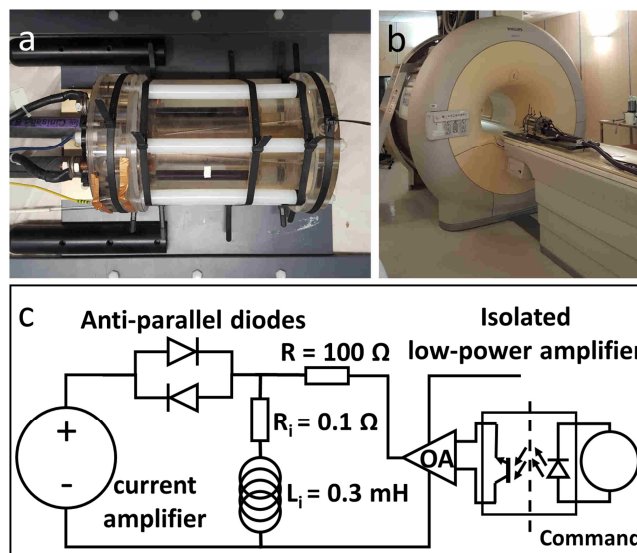 a
b
PHILIPS
c
Anti-parallel diodes
Isolated
low-power amplifier
R = 100 Ω
Rᵢ = 0.1 Ω
OA
+
-
current
amplifier
Lᵢ = 0.3 mH
Command